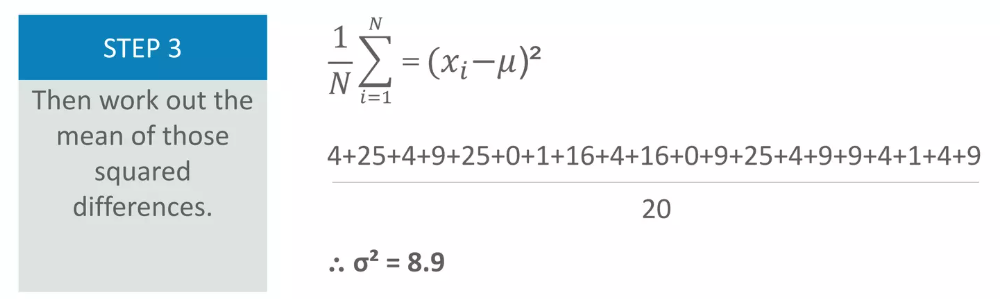 STEP 3
Then work out the
mean of those
squared
differences.
1/N ∑_{i=1}^{N} = (xᵢ−μ)²
4+25+4+9+25+0+1+16+4+16+0+9+25+4+9+9+4+1+4+9
20
∴ σ² = 8.9